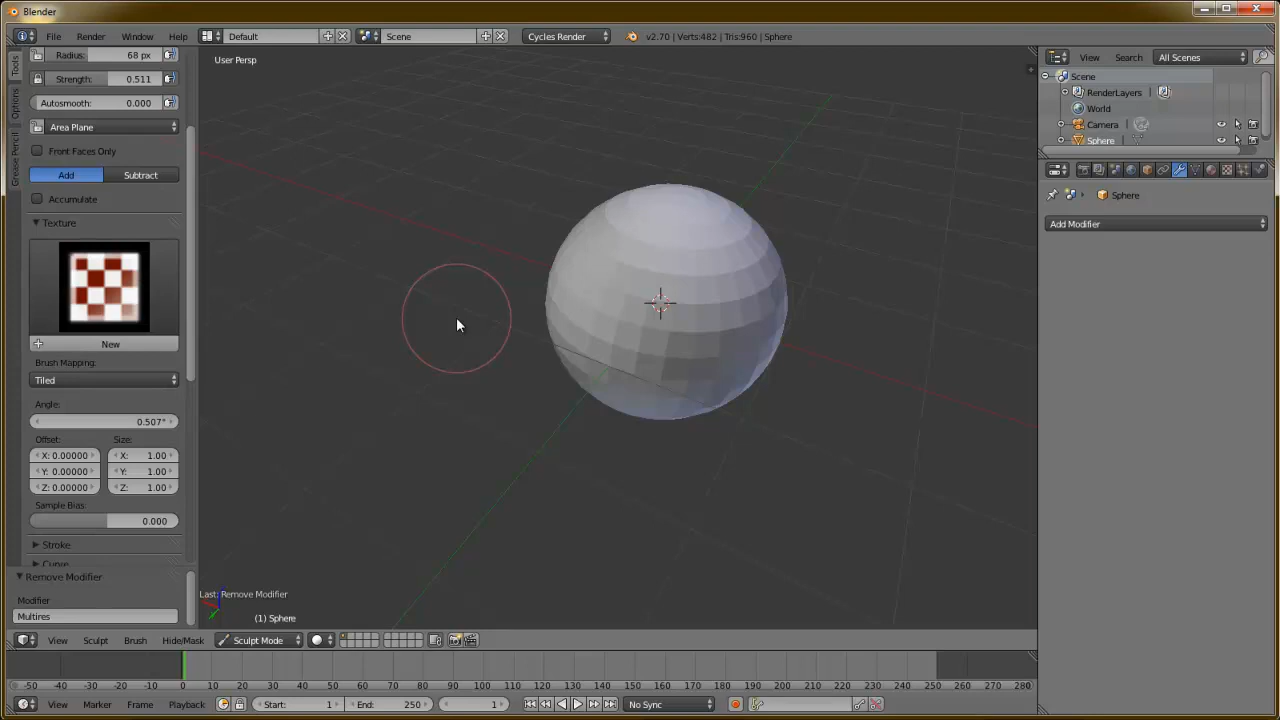 Blender
File Render Window Help Default Scene Cycles Render v2.70 | Verts:482 | Tris:960 | Sphere
Tools
Options
Grease Pencil
Radius: 68 px
Strength: 0.511
Autosmooth: 0.000
Area Plane
Front Faces Only
Add Subtract
Accumulate
Texture
New
Brush Mapping:
Tiled
Angle:
0.507°
Offset: Size:
X: 0.00000 X: 1.00
Y: 0.00000 Y: 1.00
Z: 0.00000 Z: 1.00
Sample Bias:
0.000
Stroke
Curve
Remove Modifier
Modifier
Multires
User Persp
Last: Remove Modifier
(1) Sphere
View Search All Scenes
Scene
RenderLayers
World
Camera
Sphere
Sphere
Add Modifier
View Sculpt Brush Hide/Mask Sculpt Mode
-50 -40 -30 -20 -10 0 10 20 30 40 50 60 70 80 90 100 110 120 130 140 150 160 170 180 190 200 210 220 230 240 250 260 270 280
View Marker Frame Playback Start: 1 End: 250 1 No Sync